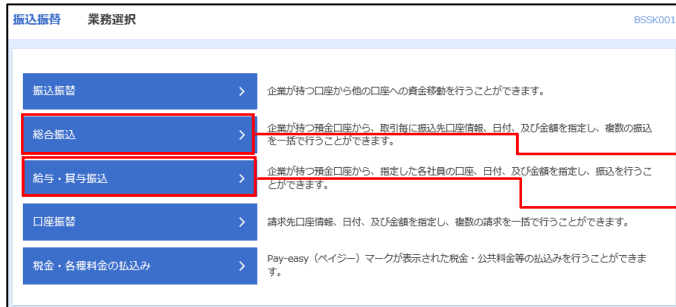 振込振替 業務選択 BSSK001
振込振替 企業が持つ口座から他の口座への資金移動を行うことができます。
総合振込 企業が持つ預金口座から、取引毎に振込先口座情報、日付、及び金額を指定し、複数の振込
を一括で行うことができます。
給与・賞与振込 企業が持つ預金口座から、指定した各社員の口座、日付、及び金額を指定し、振込を行うこ
とができます。
口座振替 請求先口座情報、日付、及び金額を指定し、複数の請求を一括で行うことができます。
税金・各種料金の払込み Pay-easy（ペイジー）マークが表示された税金・公共料金等の払込みを行うことができま
す。